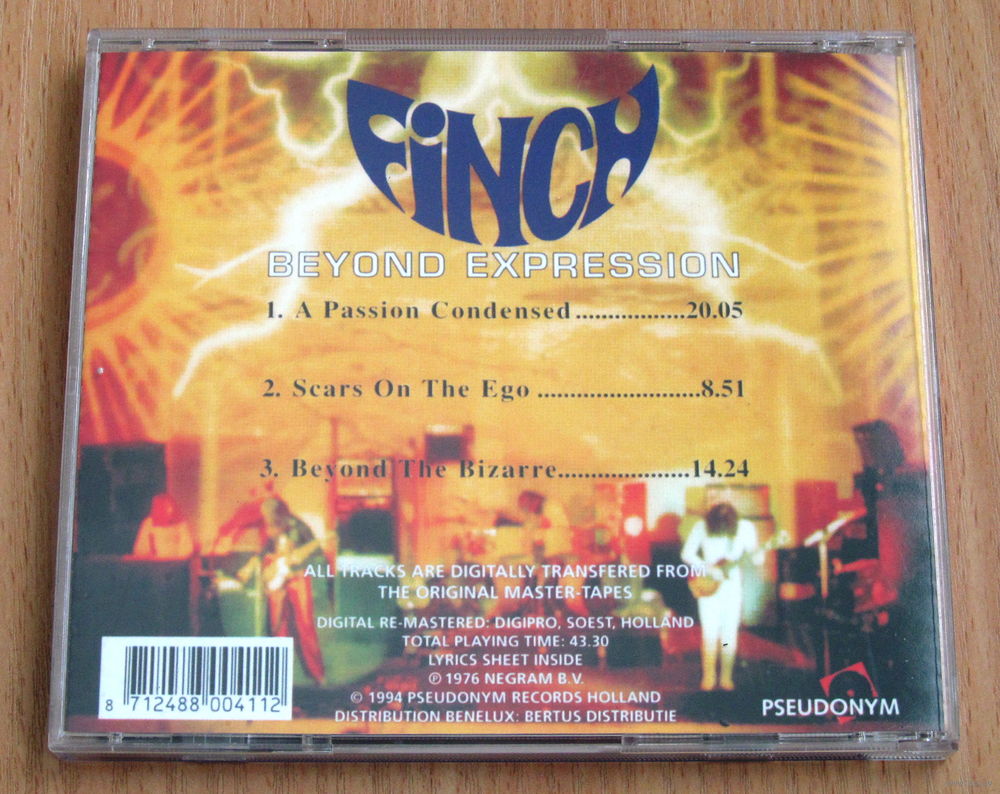 FiNCH
BEYOND EXPRESSION
1. A Passion Condensed.................20.05
2. Scars On The Ego .........................8.51
3. Beyond The Bizarre....................14.24
ALL TRACKS ARE DIGITALLY TRANSFERED FROM
THE ORIGINAL MASTER-TAPES
DIGITAL RE-MASTERED: DIGIPRO, SOEST, HOLLAND
TOTAL PLAYING TIME: 43.30
LYRICS SHEET INSIDE
℗ 1976 NEGRAM B.V.
© 1994 PSEUDONYM RECORDS HOLLAND
DISTRIBUTION BENELUX: BERTUS DISTRIBUTIE
8 712488 004112
PSEUDONYM